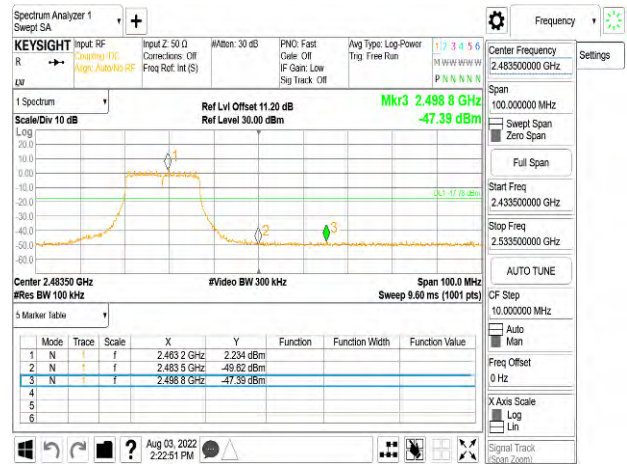 Spectrum Analyzer 1
Swept SA
Frequency
KEYSIGHT
R
Input: RF
Coupling: DC
Align: Auto/No RF
Input Z: 50 Ω
Corrections: Off
Freq Ref: Int (S)
#Atten: 30 dB
PNO: Fast
Gate: Off
IF Gain: Low
Sig Track: Off
Avg Type: Log-Power
Trig: Free Run
1 2 3 4 5 6
M W W W W W
P N N N N N
1 Spectrum
Scale/Div 10 dB
Ref Lvl Offset 11.20 dB
Ref Level 30.00 dBm
Mkr3 2.498 8 GHz
-47.39 dBm
Log
20.0
10.0
0.00
-10.0
-20.0
-30.0
-40.0
-50.0
-60.0
1
2
3
DL1 -17.76 dBm
Center 2.48350 GHz
#Res BW 100 kHz
#Video BW 300 kHz
Span 100.0 MHz
Sweep 9.60 ms (1001 pts)
5 Marker Table
Mode Trace Scale X Y Function Function Width Function Value
1 N 1 f 2.463 2 GHz 2.234 dBm
2 N 1 f 2.483 5 GHz -49.62 dBm
3 N 1 f 2.498 8 GHz -47.39 dBm
4
5
6
Aug 03, 2022
2:22:51 PM
Center Frequency
2.483500000 GHz
Settings
Span
100.000000 MHz
Swept Span
Zero Span
Full Span
Start Freq
2.433500000 GHz
Stop Freq
2.533500000 GHz
AUTO TUNE
CF Step
10.000000 MHz
Auto
Man
Freq Offset
0 Hz
X Axis Scale
Log
Lin
Signal Track
(Span Zoom)